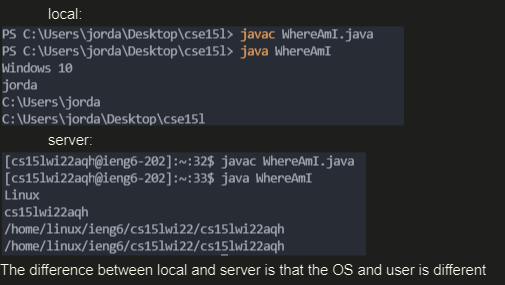 local:
PS C:\Users\jorda\Desktop\cse15l> javac WhereAmI.java
PS C:\Users\jorda\Desktop\cse15l> java WhereAmI
Windows 10
jorda
C:\Users\jorda
C:\Users\jorda\Desktop\cse15l
server:
[cs15lwi22aqh@ieng6-202]:~:32$ javac WhereAmI.java
[cs15lwi22aqh@ieng6-202]:~:33$ java WhereAmI
Linux
cs15lwi22aqh
/home/linux/ieng6/cs15lwi22/cs15lwi22aqh
/home/linux/ieng6/cs15lwi22/cs15lwi22aqh
The difference between local and server is that the OS and user is different